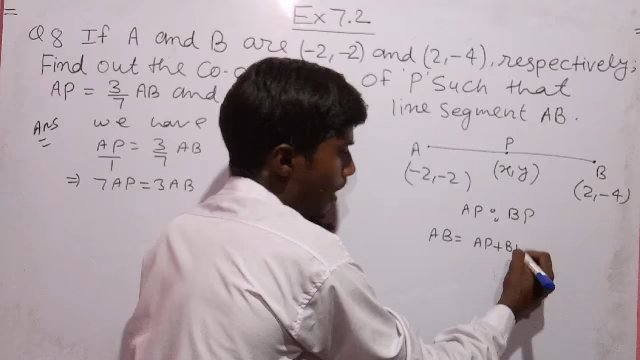 Ex 7.2
Q8 If A and B are (-2,-2) and (2,-4), respectively;
Find out the Co- of 'P' Such that
AP = 3/7 AB and line segment AB.
Ans we have
AP/1 = 3/7 AB
⇒ 7AP = 3AB
A P B
(-2,-2) (x,y) (2,-4)
AP : BP
AB = AP+B